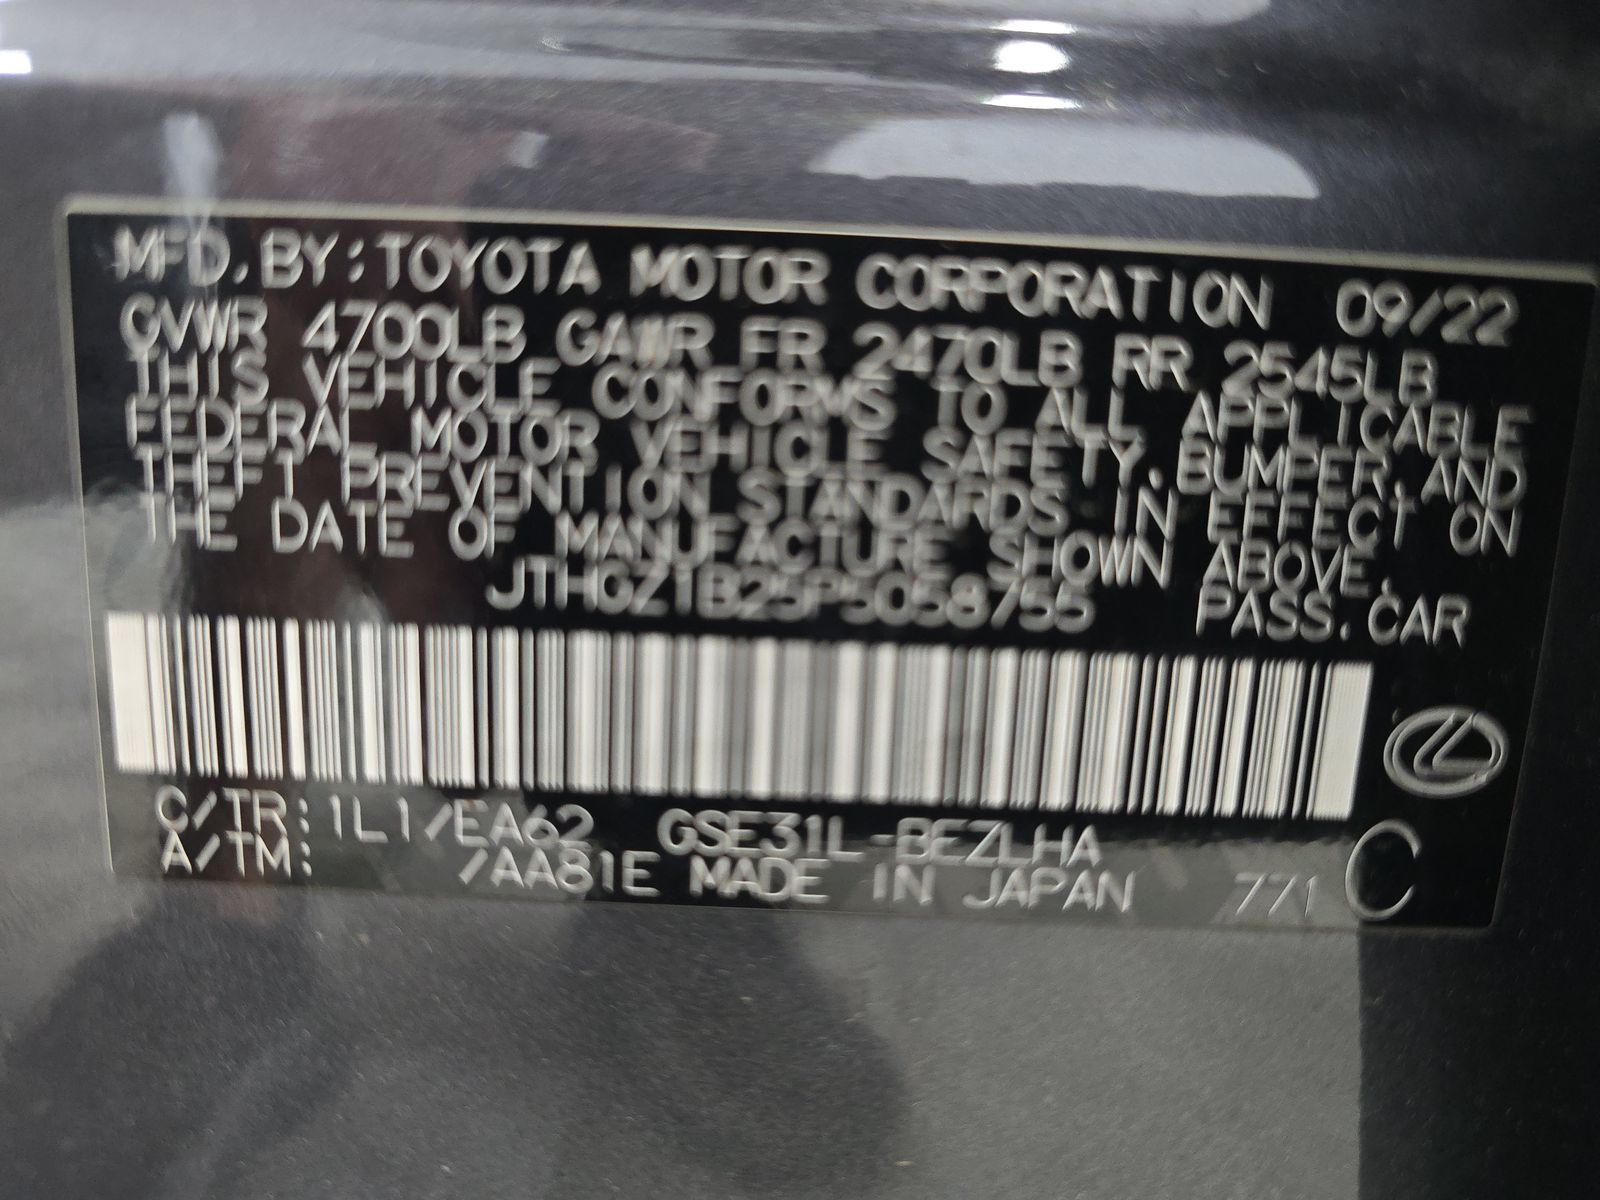 MFD. BY: TOYOTA MOTOR CORPORATION 09/22
GVWR 4700LB GAWR FR 2470LB RR 2545LB
THIS VEHICLE CONFORMS TO ALL APPLICABLE
FEDERAL MOTOR VEHICLE SAFETY, BUMPER, AND
THEFT PREVENTION STANDARDS IN EFFECT ON
THE DATE OF MANUFACTURE SHOWN ABOVE.
JTHGZ1B25P5058755 PASS. CAR
C/TR: 1L1/EA62 GSE31L-BEZLHA
A/TM: /AA81E MADE IN JAPAN 771 C